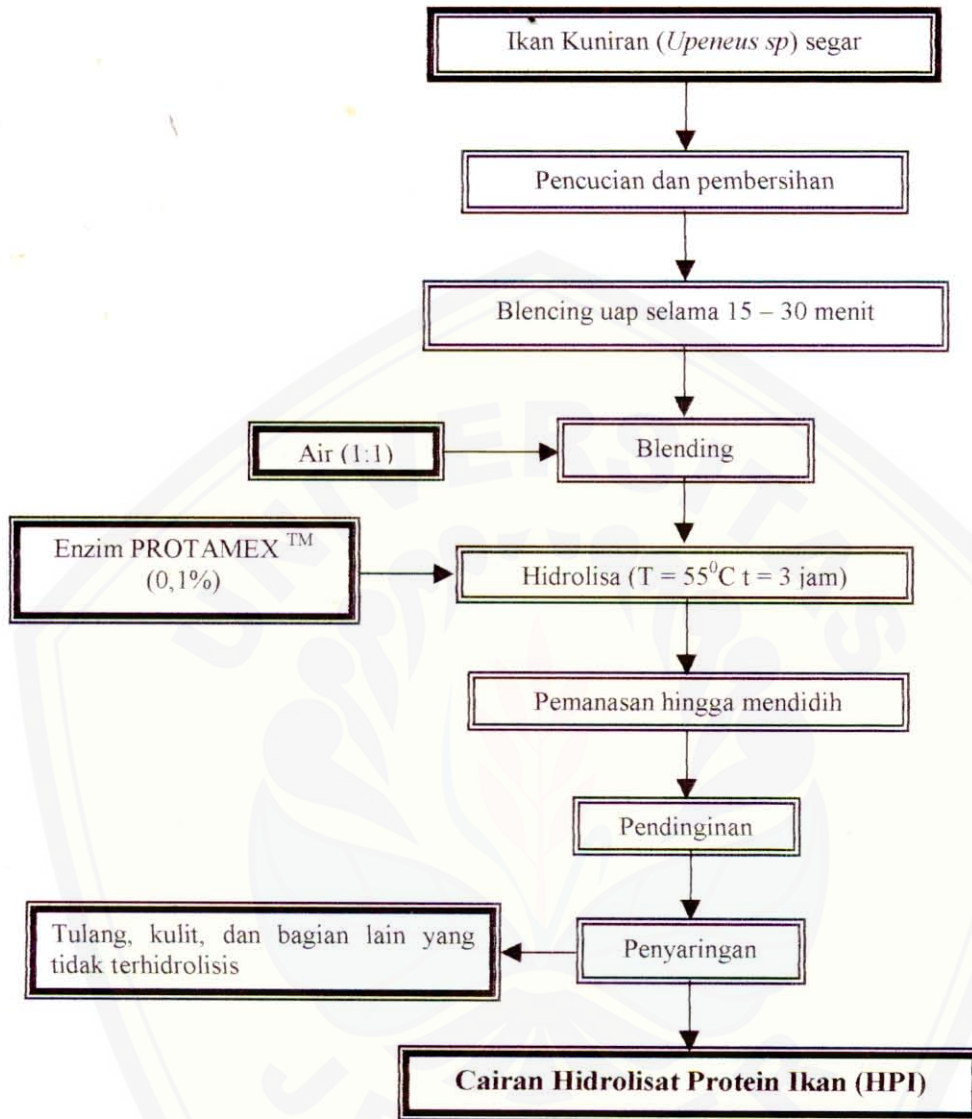 Ikan Kuniran (Upeneus sp) segar
Pencucian dan pembersihan
Blencing uap selama 15 – 30 menit
Air (1:1)
Blending
Enzim PROTAMEX TM
(0,1%)
Hidrolisa (T = 55⁰C t = 3 jam)
Pemanasan hingga mendidih
Pendinginan
Tulang, kulit, dan bagian lain yang
tidak terhidrolisis
Penyaringan
Cairan Hidrolisat Protein Ikan (HPI)
UNIVERSITAS